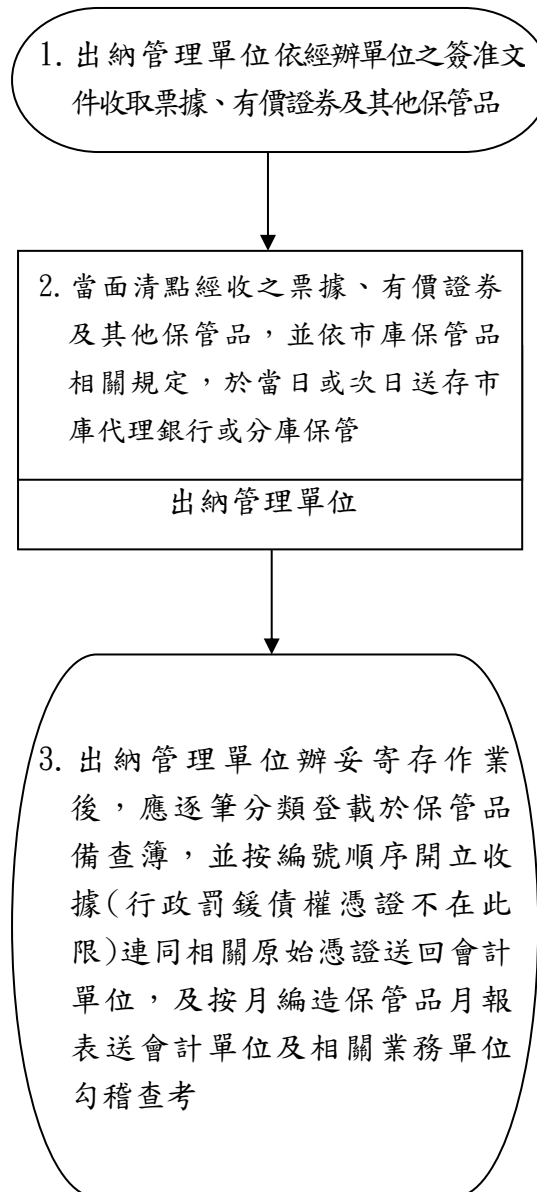 1. 出納管理單位依經辦單位之簽准文
件收取票據、有價證券及其他保管品
2. 當面清點經收之票據、有價證券
及其他保管品，並依市庫保管品
相關規定，於當日或次日送存市
庫代理銀行或分庫保管
出納管理單位
3. 出納管理單位辦妥寄存作業
後，應逐筆分類登載於保管品
備查簿，並按編號順序開立收
據(行政罰鍰債權憑證不在此
限)連同相關原始憑證送回會計
單位，及按月編造保管品月報
表送會計單位及相關業務單位
勾稽查考